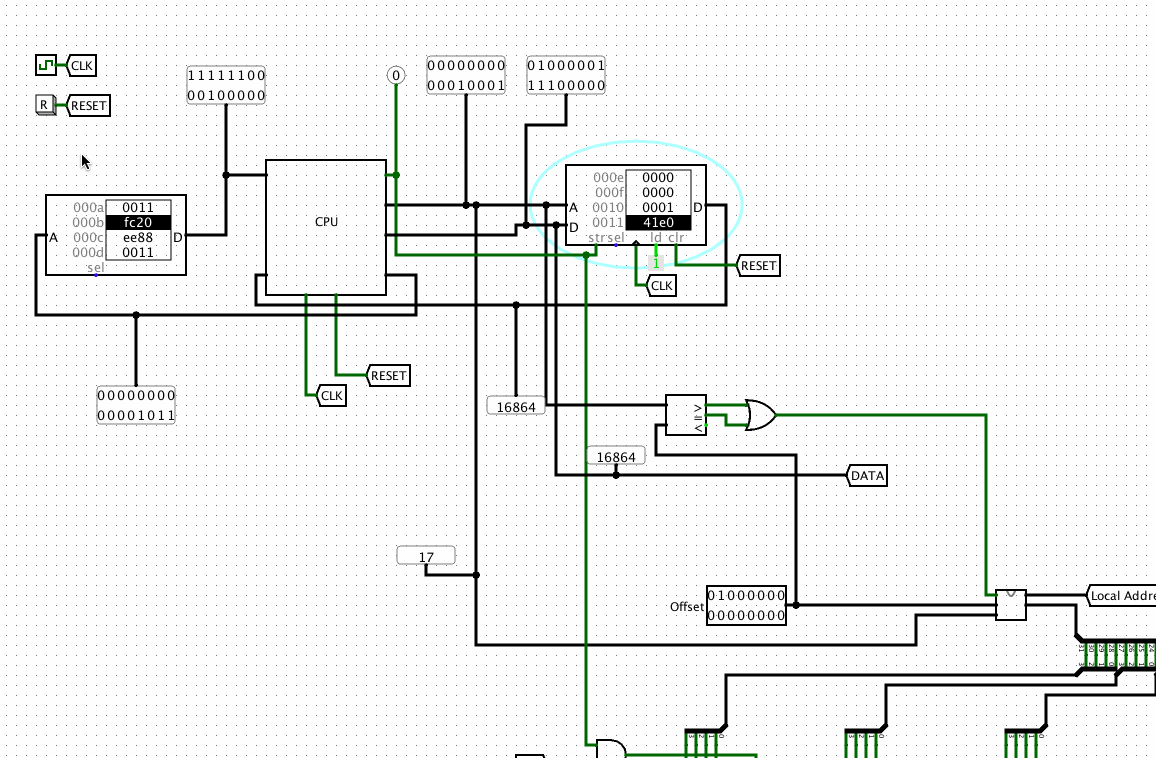 CLK
R RESET
11111100
00100000
0
00000000
00010001
01000001
11100000
000a 0011
000b fc20
000c ee88
000d 0011
A
D
sel
CPU
000e 0000
000f 0000
0010 0001
0011 41e0
A
D
D
str sel ld clr
1
RESET
CLK
RESET
CLK
00000000
00001011
16864
>
=
<
16864
DATA
17
Offset
01000000
00000000
Local Addre